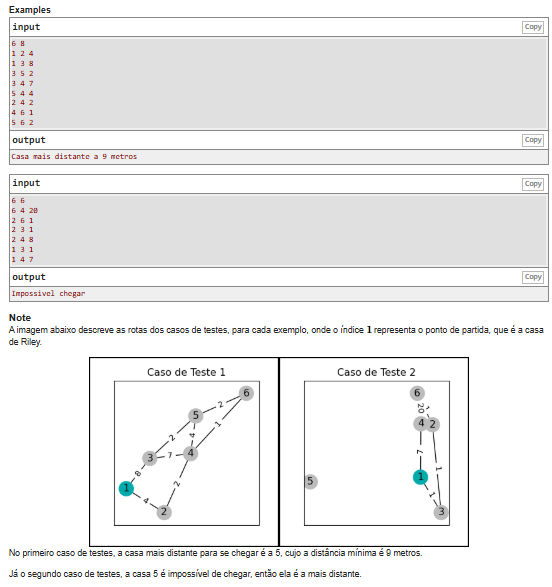 Examples
input
Copy
6 8
1 2 4
1 3 8
3 5 2
3 4 7
5 4 4
2 4 2
4 6 1
5 6 2
output
Copy
Casa mais distante a 9 metros
input
Copy
6 6
6 4 20
2 6 1
2 3 1
2 4 8
1 3 1
1 4 7
output
Copy
Impossivel chegar
Note
A imagem abaixo descreve as rotas dos casos de testes, para cada exemplo, onde o índice 1 representa o ponto de partida, que é a casa
de Riley.
Caso de Teste 1
6
2
5
2
4
1
3
7
4
8
1
4
2
2
Caso de Teste 2
6
20
1
4
2
7
1
5
1
1
3
No primeiro caso de testes, a casa mais distante para se chegar é a 5, cujo a distância mínima é 9 metros.
Já o segundo caso de testes, a casa 5 é impossível de chegar, então ela é a mais distante.